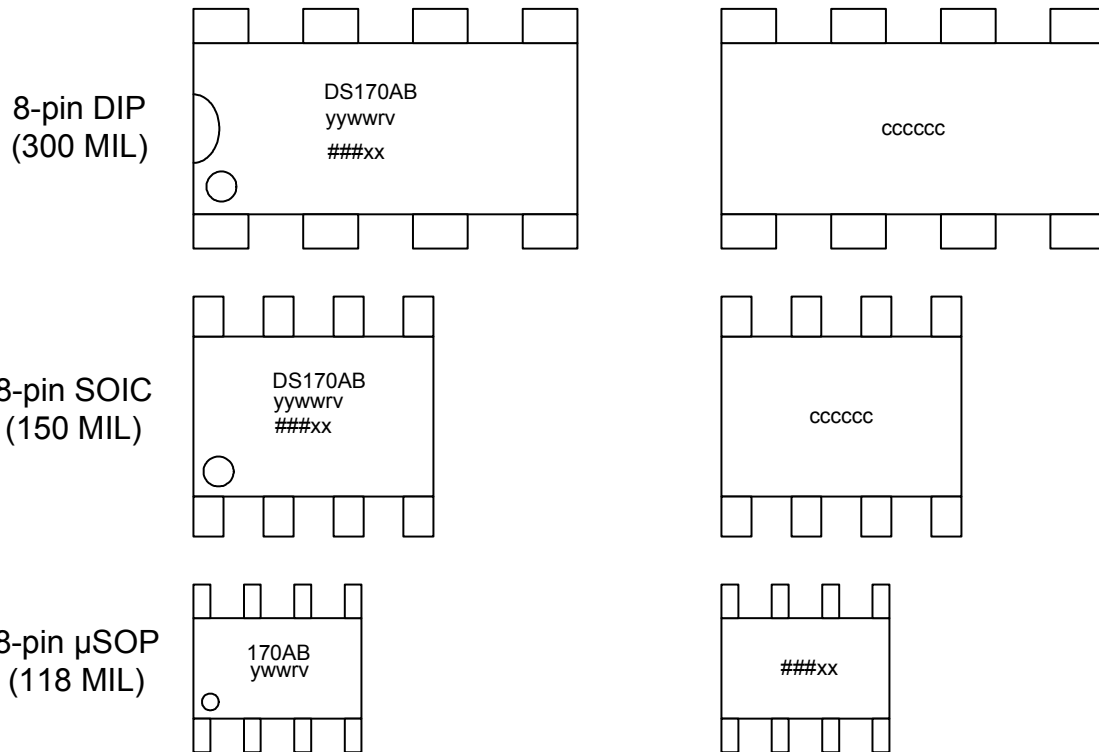 8-pin DIP
(300 MIL)
DS170AB
yywwrv
###xx
cccccc
8-pin SOIC
(150 MIL)
DS170AB
yywwrv
###xx
cccccc
8-pin µSOP
(118 MIL)
170AB
ywwrv
###xx